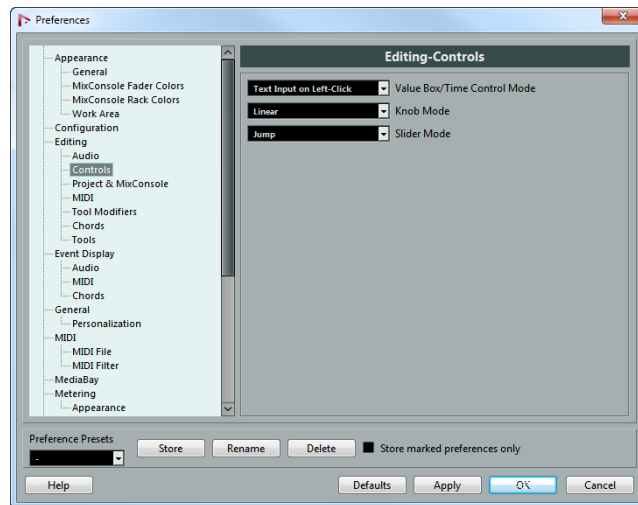 Preferences
Appearance
General
MixConsole Fader Colors
MixConsole Rack Colors
Work Area
Configuration
Editing
Audio
Controls
Project & MixConsole
MIDI
Tool Modifiers
Chords
Tools
Event Display
Audio
MIDI
Chords
General
Personalization
MIDI
MIDI File
MIDI Filter
MediaBay
Metering
Appearance
Editing-Controls
Text Input on Left-Click Value Box/Time Control Mode
Linear Knob Mode
Jump Slider Mode
Preference Presets
-
Store Rename Delete Store marked preferences only
Help Defaults Apply OK Cancel